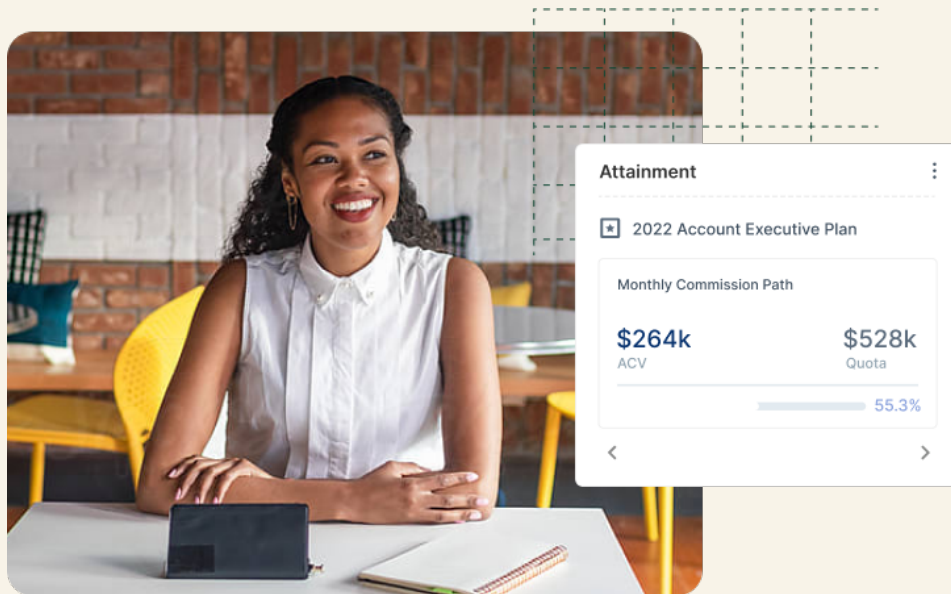 Attainment
2022 Account Executive Plan
Monthly Commission Path
$264k $528k
ACV Quota
55.3%